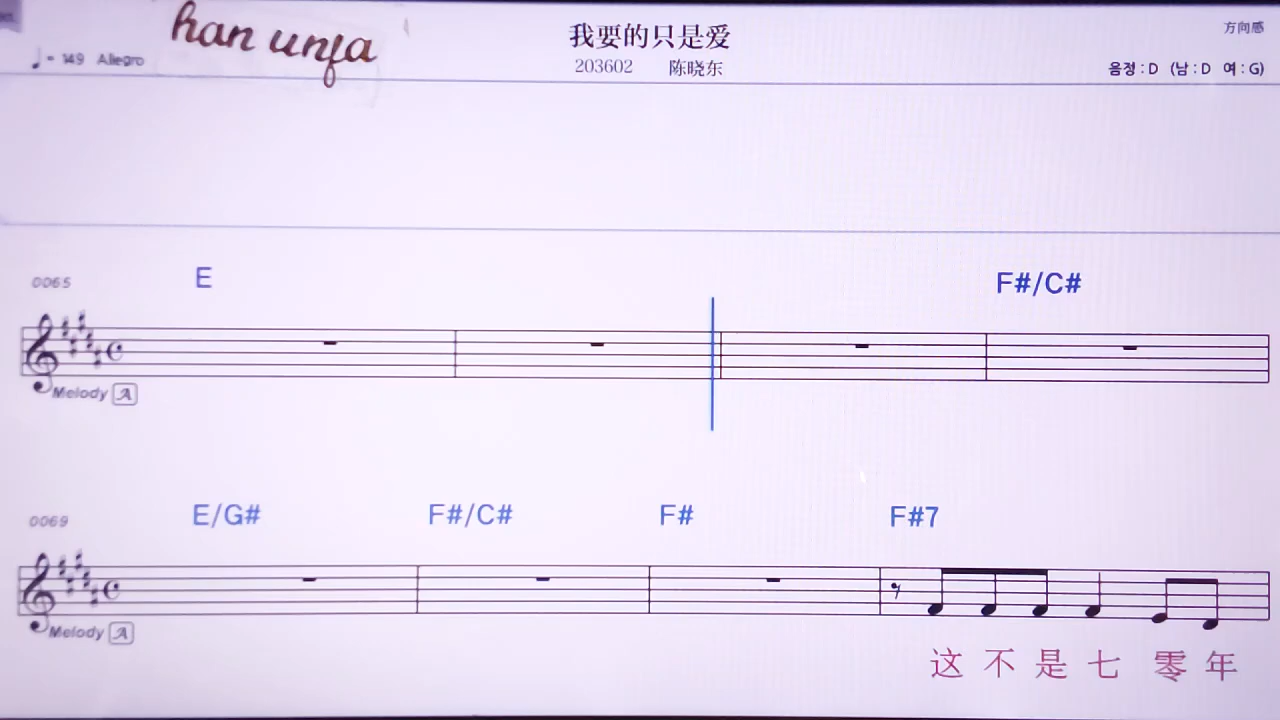 han unfa
我要的只是爱
方向感
♩= 149 Allegro
203602 陈晓东
음정 : D (남 : D 여 : G)
0065 E F#/C#
Melody A
0069 E/G# F#/C# F# F#7
Melody A
这 不 是 七 零 年